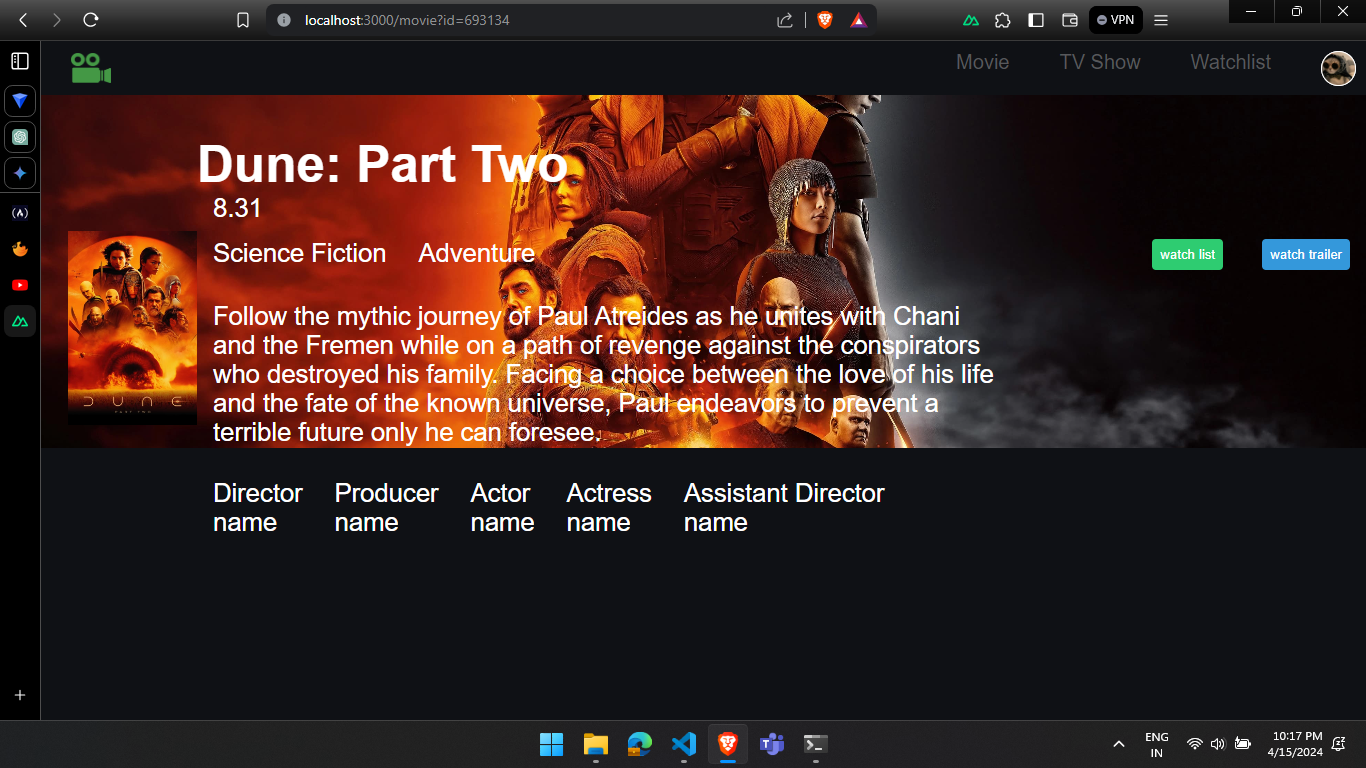 localhost:3000/movie?id=693134
VPN
Movie TV Show Watchlist
Dune: Part Two
8.31
Science Fiction Adventure
watch list watch trailer
Follow the mythic journey of Paul Atreides as he unites with Chani
and the Fremen while on a path of revenge against the conspirators
who destroyed his family. Facing a choice between the love of his life
and the fate of the known universe, Paul endeavors to prevent a
terrible future only he can foresee.
DUNE
PART TWO
Director Producer Actor Actress Assistant Director
name name name name name
ENG
IN
10:17 PM
4/15/2024